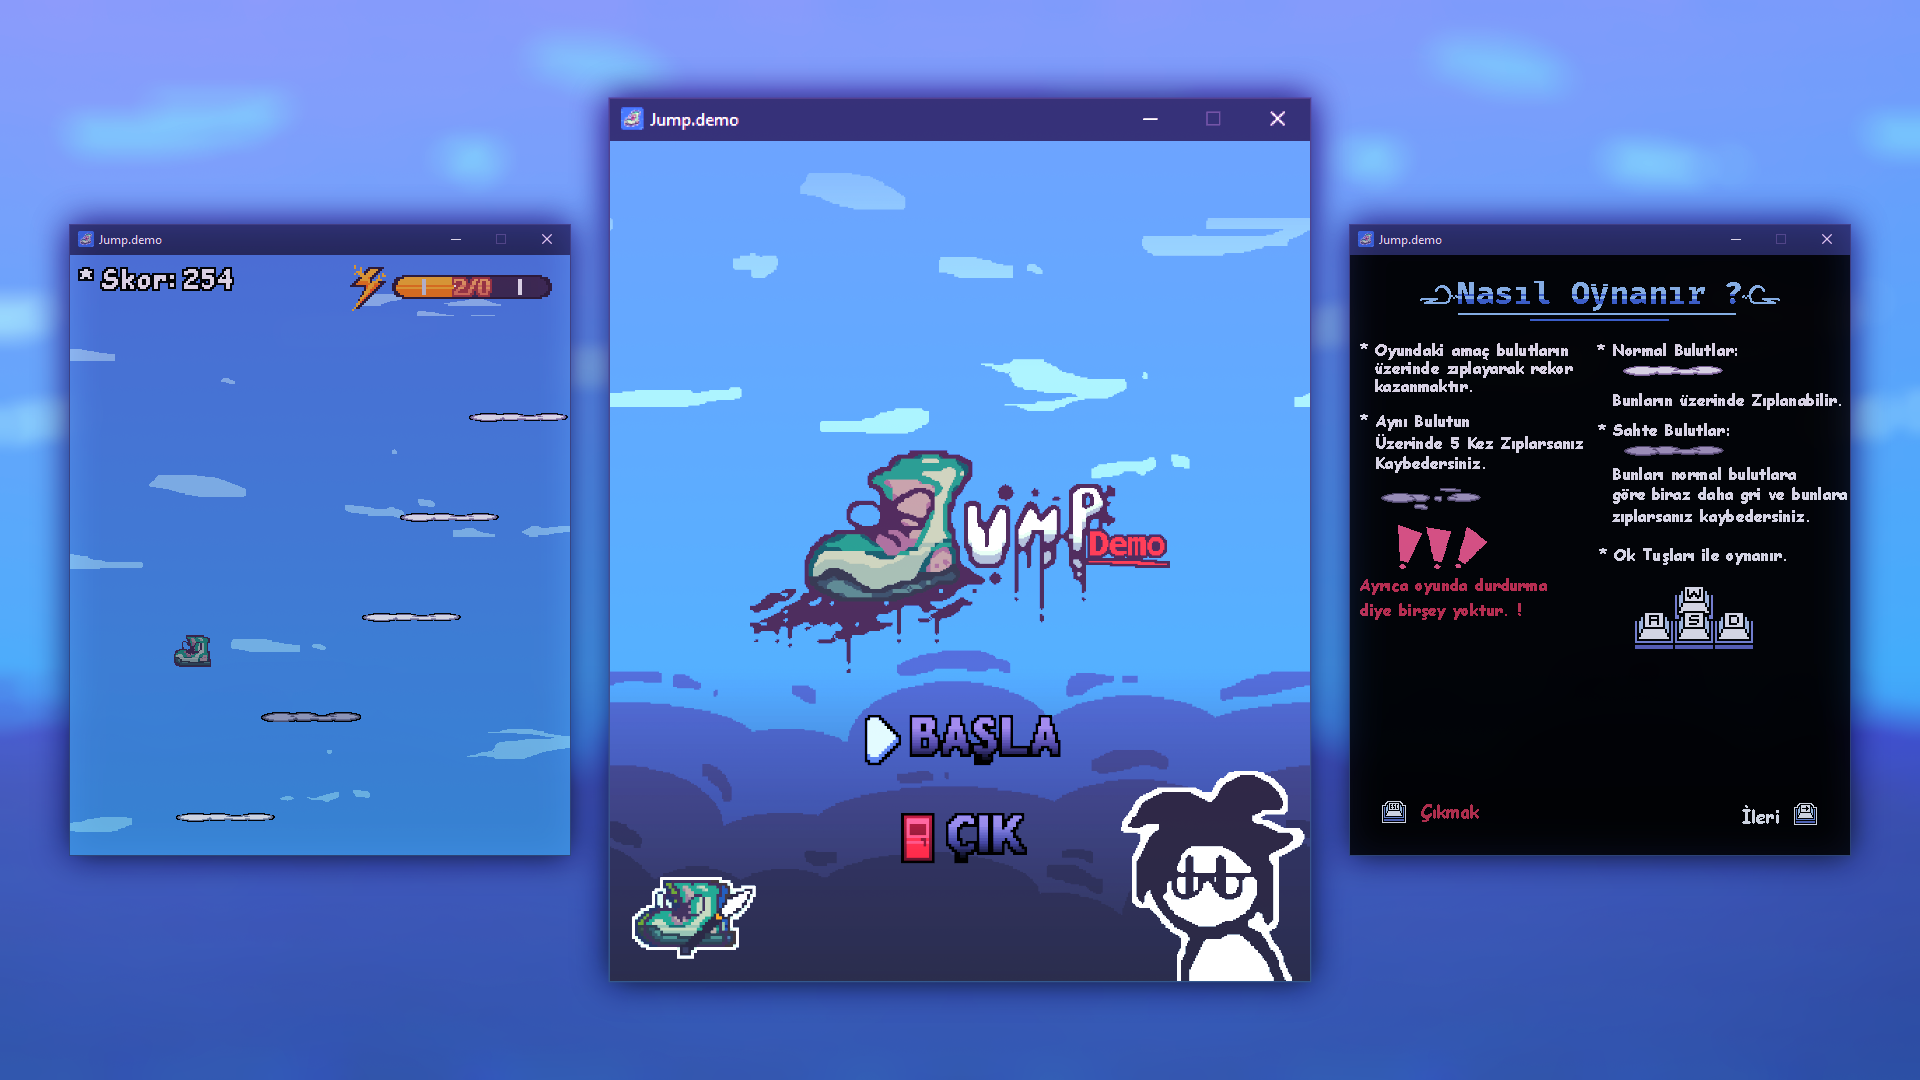 Jump.demo
* Skor: 254
2/0
Jump.demo
UMP
Demo
BAŞLA
ÇIK
Jump.demo
Nasıl Oynanır ?
* Oyundaki amaç bulutların
üzerinde zıplayarak rekor
kazanmaktır.
* Aynı Bulutun
Üzerinde 5 Kez Zıplarsanız
Kaybedersiniz.
!!!
Ayrıca oyunda durdurma
diye birşey yoktur. !
* Normal Bulutlar:
Bunların üzerinde Zıplanabilir.
* Sahte Bulutlar:
Bunları normal bulutlara
göre biraz daha gri ve bunlara
zıplarsanız kaybedersiniz.
* Ok Tuşları ile oynanır.
W
A S D
ESC Çıkmak
İleri